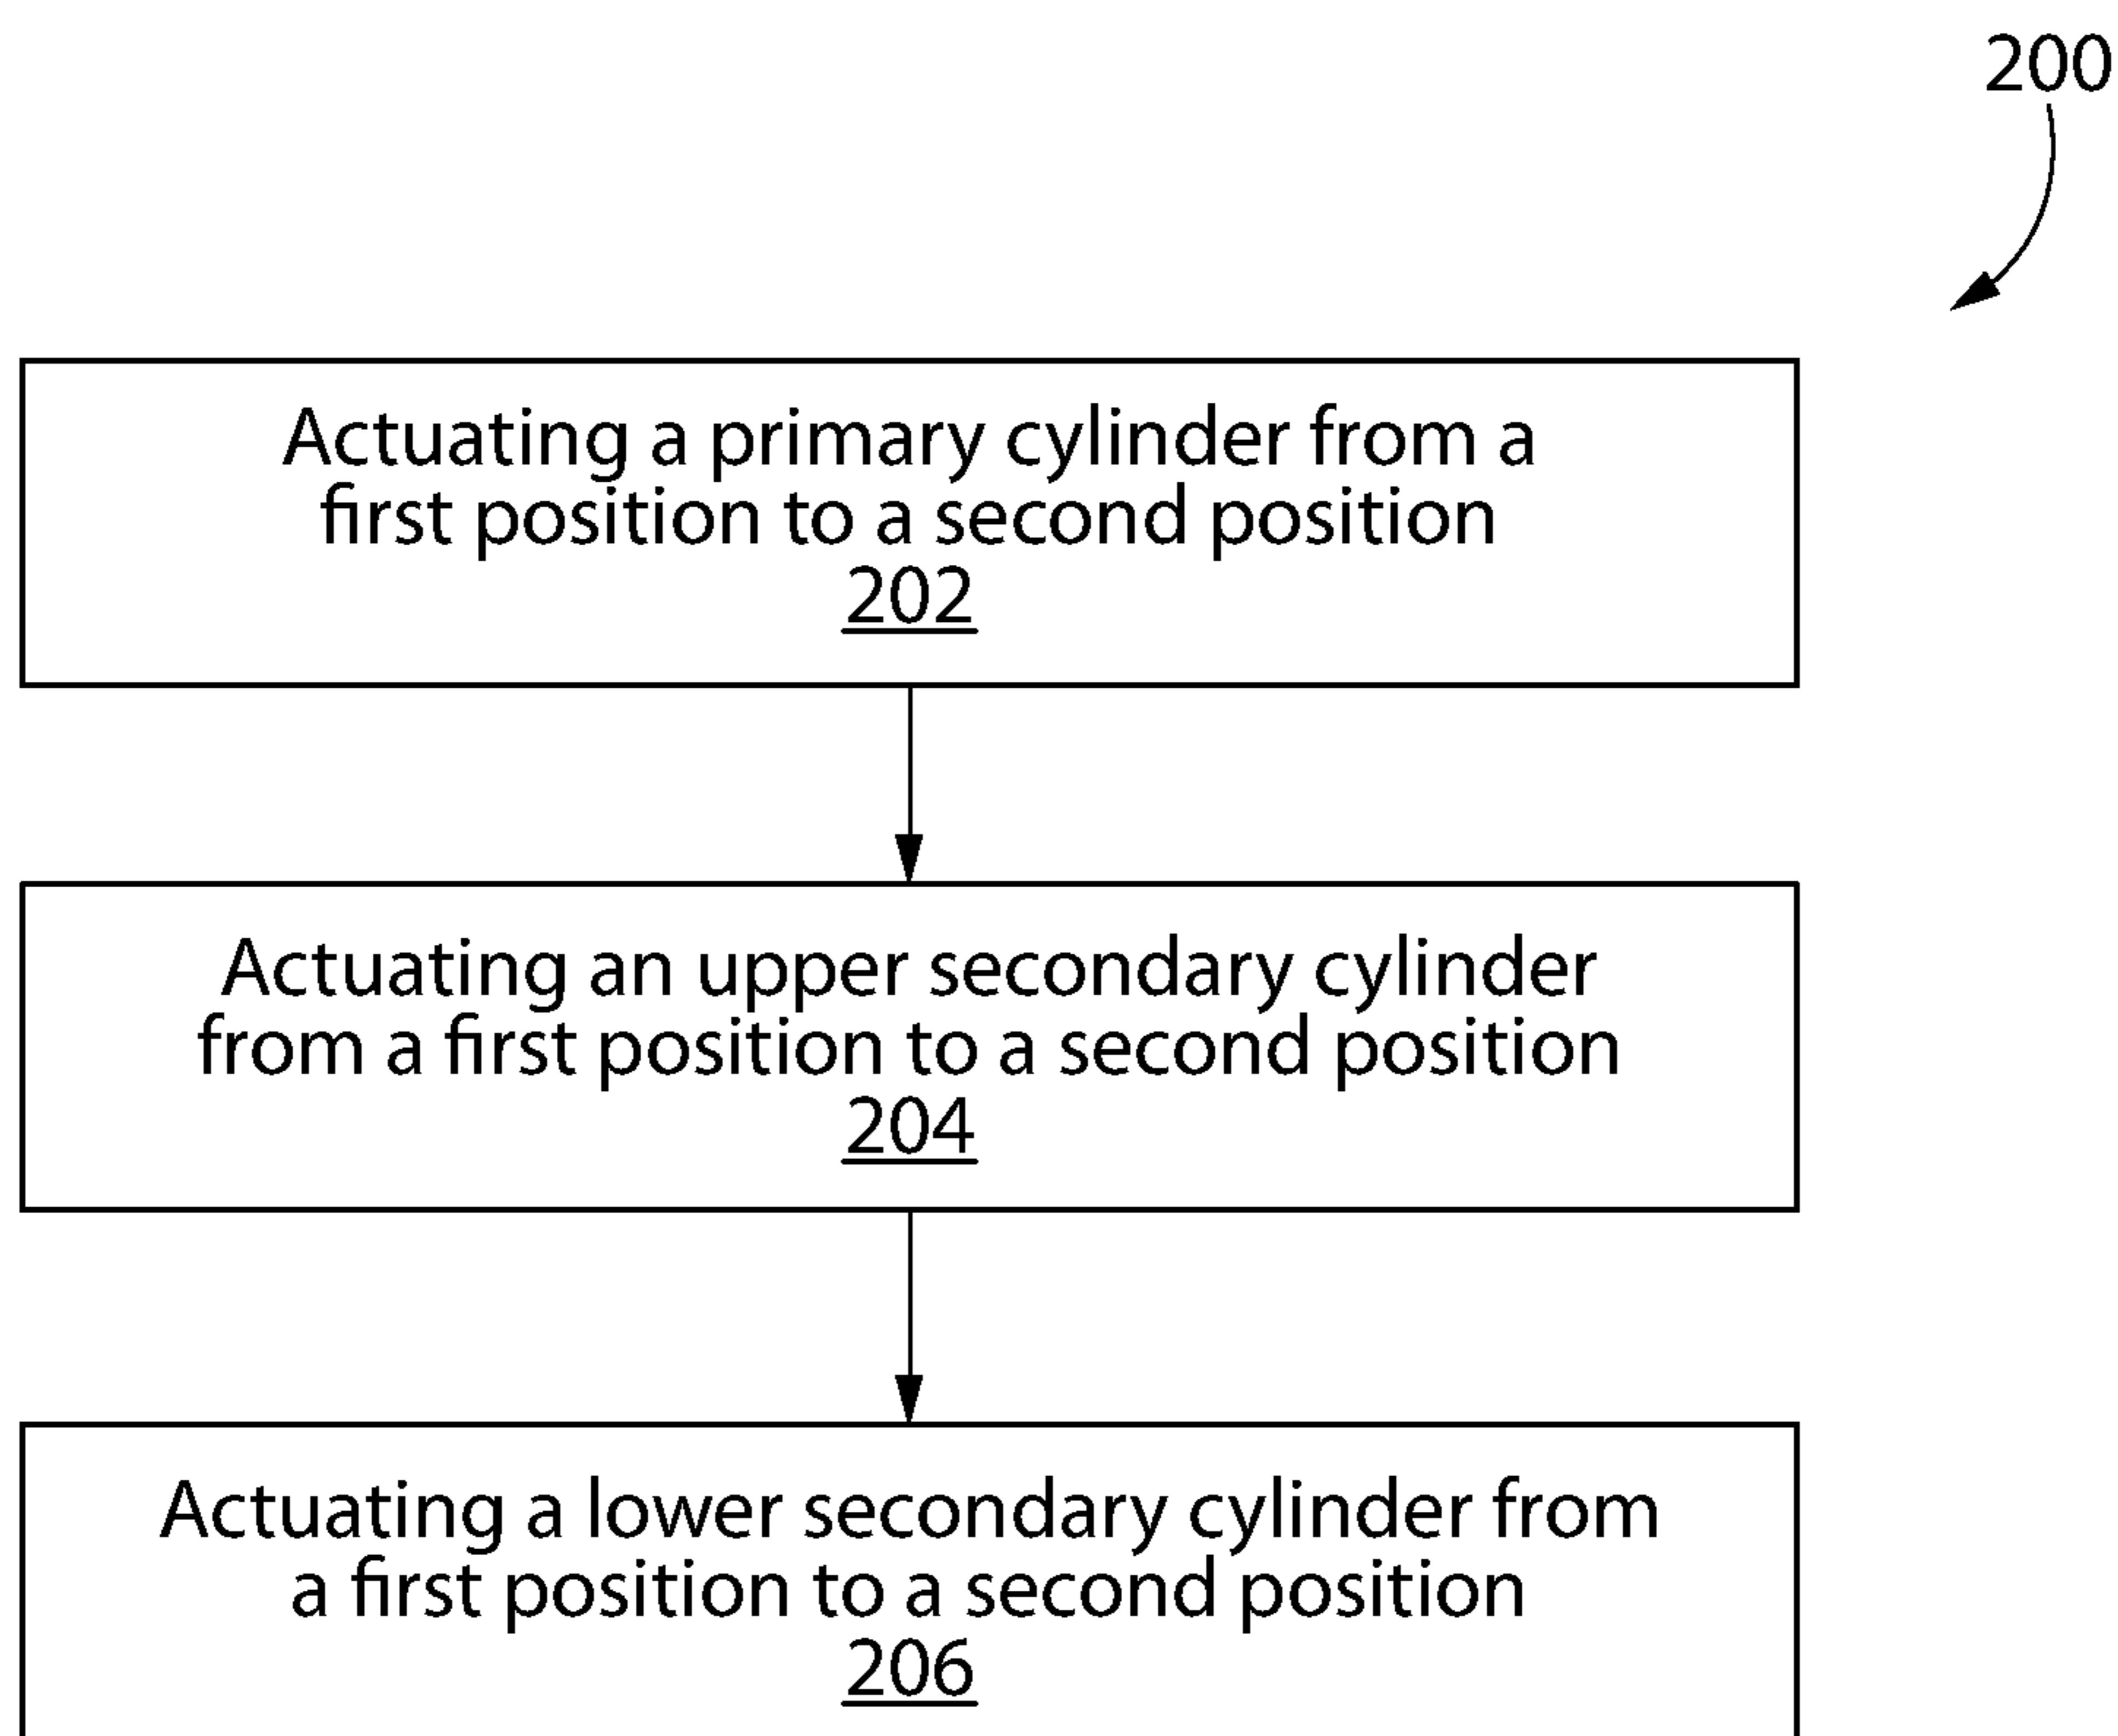 200
Actuating a primary cylinder from a
first position to a second position
202
Actuating an upper secondary cylinder
from a first position to a second position
204
Actuating a lower secondary cylinder from
a first position to a second position
206